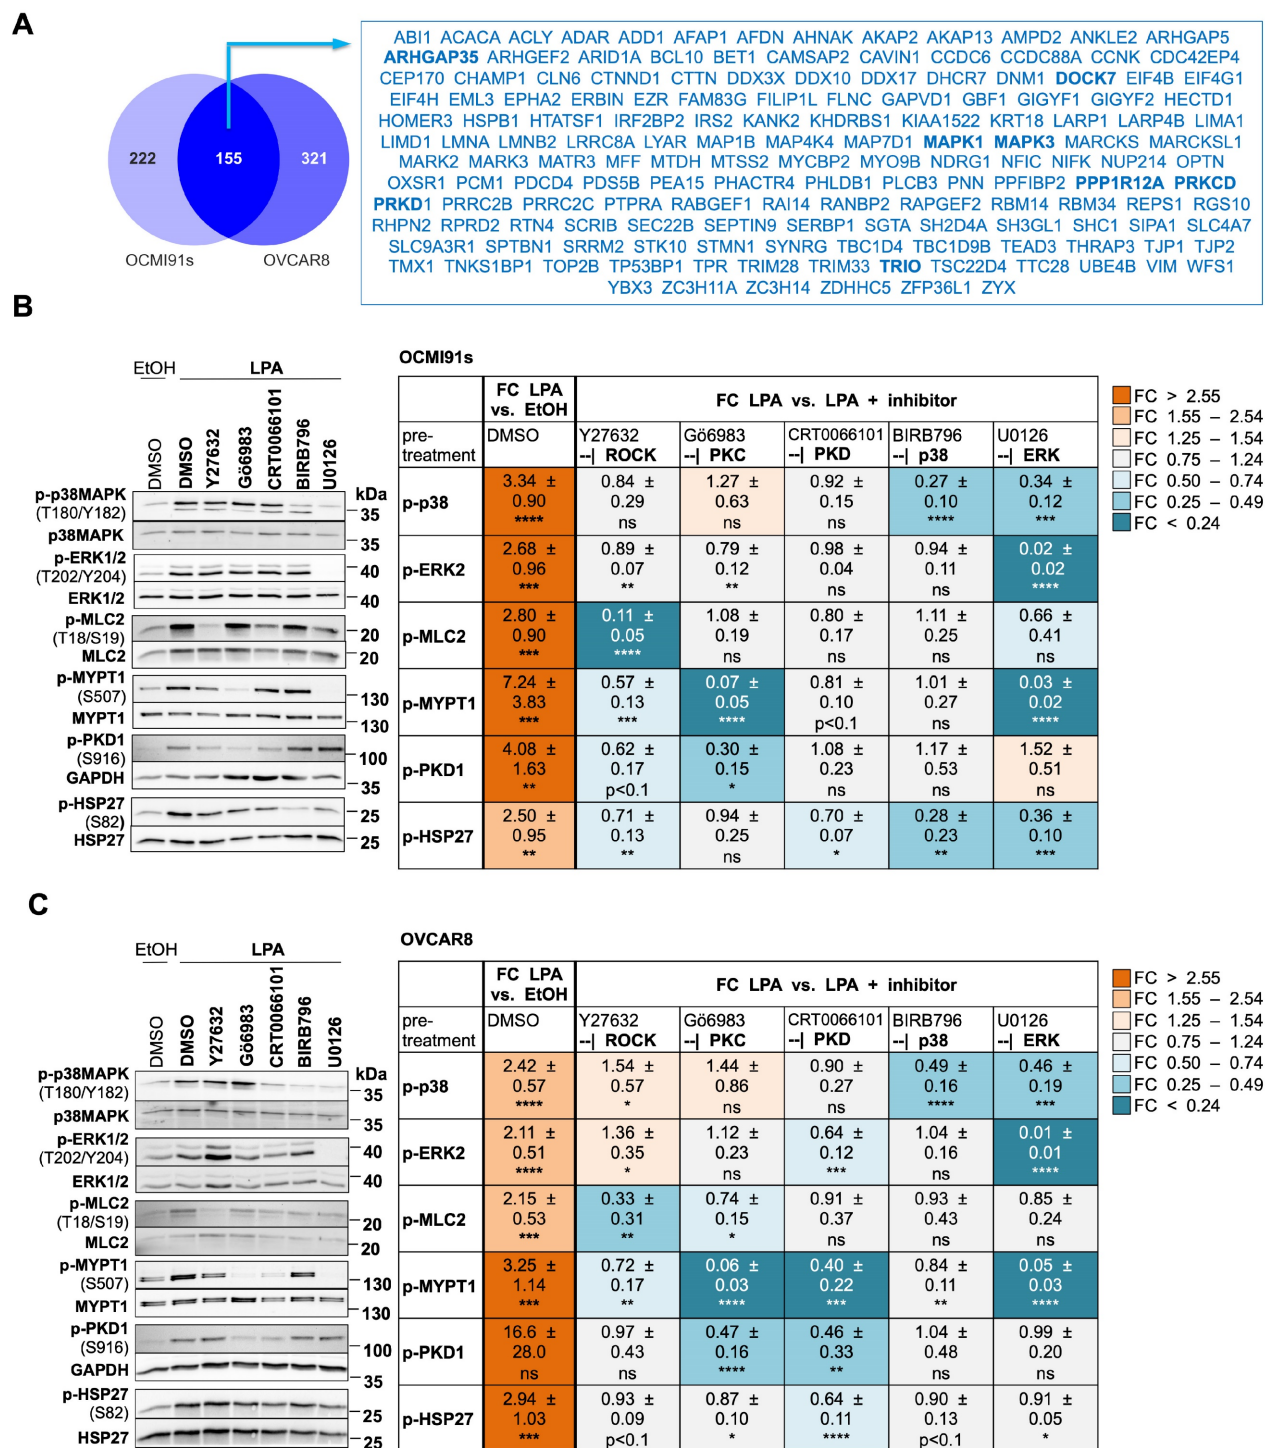 A
ABI1 ACACA ACLY ADAR ADD1 AFAP1 AFDN AHNAK AKAP2 AKAP13 AMPD2 ANKLE2 ARHGAP5
ARHGAP35 ARHGEF2 ARID1A BCL10 BET1 CAMSAP2 CAVIN1 CCDC6 CCDC88A CCNK CDC42EP4
CEP170 CHAMP1 CLN6 CTNND1 CTTN DDX3X DDX10 DDX17 DHCR7 DNM1 DOCK7 EIF4B EIF4G1
EIF4H EML3 EPHA2 ERBIN EZR FAM83G FILIP1L FLNC GAPVD1 GBF1 GIGYF1 GIGYF2 HECTD1
HOMER3 HSPB1 HTATSF1 IRF2BP2 IRS2 KANK2 KHDRBS1 KIAA1522 KRT18 LARP1 LARP4B LIMA1
LIMD1 LMNA LMNB2 LRRC8A LYAR MAP1B MAP4K4 MAP7D1 MAPK1 MAPK3 MARCKS MARCKSL1
MARK2 MARK3 MATR3 MFF MTDH MTSS2 MYCBP2 MYO9B NDRG1 NFIC NIFK NUP214 OPTN
OXSR1 PCM1 PDCD4 PDS5B PEA15 PHACTR4 PHLDB1 PLCB3 PNN PPFIBP2 PPP1R12A PRKCD
PRKD1 PRRC2B PRRC2C PTPRA RABGEF1 RAI14 RANBP2 RAPGEF2 RBM14 RBM34 REPS1 RGS10
RHPN2 RPRD2 RTN4 SCRIB SEC22B SEPTIN9 SERBP1 SGTA SH2D4A SH3GL1 SHC1 SIPA1 SLC4A7
SLC9A3R1 SPTBN1 SRRM2 STK10 STMN1 SYNRG TBC1D4 TBC1D9B TEAD3 THRAP3 TJP1 TJP2
TMX1 TNKS1BP1 TOP2B TP53BP1 TPR TRIM28 TRIM33 TRIO TSC22D4 TTC28 UBE4B VIM WFS1
YBX3 ZC3H11A ZC3H14 ZDHHC5 ZFP36L1 ZYX
222 155 321
OCMI91s OVCAR8
B
EtOH LPA
DMSO DMSO Y27632 Gö6983 CRT0066101 BIRB796 U0126
kDa
p-p38MAPK
(T180/Y182) 35
p38MAPK 35
p-ERK1/2
(T202/Y204) 40
ERK1/2 40
p-MLC2
(T18/S19) 20
MLC2 20
p-MYPT1
(S507) 130
MYPT1 130
p-PKD1
(S916) 100
GAPDH 35
p-HSP27
(S82) 25
HSP27 25
OCMI91s
FC LPA vs. EtOH FC LPA vs. LPA + inhibitor
pre- DMSO Y27632 Gö6983 CRT0066101 BIRB796 U0126
treatment --| ROCK --| PKC --| PKD --| p38 --| ERK
3.34 ± 0.84 ± 1.27 ± 0.92 ± 0.27 ± 0.34 ±
p-p38 0.90 0.29 0.63 0.15 0.10 0.12
**** ns ns ns **** ***
2.68 ± 0.89 ± 0.79 ± 0.98 ± 0.94 ± 0.02 ±
p-ERK2 0.96 0.07 0.12 0.04 0.11 0.02
*** ** ** ns ns ****
2.80 ± 0.11 ± 1.08 ± 0.80 ± 1.11 ± 0.66 ±
p-MLC2 0.90 0.05 0.19 0.17 0.25 0.41
*** **** ns ns ns ns
7.24 ± 0.57 ± 0.07 ± 0.81 ± 1.01 ± 0.03 ±
p-MYPT1 3.83 0.13 0.05 0.10 0.27 0.02
*** *** **** p<0.1 ns ****
4.08 ± 0.62 ± 0.30 ± 1.08 ± 1.17 ± 1.52 ±
p-PKD1 1.63 0.17 0.15 0.23 0.53 0.51
** p<0.1 * ns ns ns
2.50 ± 0.71 ± 0.94 ± 0.70 ± 0.28 ± 0.36 ±
p-HSP27 0.95 0.13 0.25 0.07 0.23 0.10
** ** ns * ** ***
FC > 2.55
FC 1.55 – 2.54
FC 1.25 – 1.54
FC 0.75 – 1.24
FC 0.50 – 0.74
FC 0.25 – 0.49
FC < 0.24
C
EtOH LPA
DMSO DMSO Y27632 Gö6983 CRT0066101 BIRB796 U0126
kDa
p-p38MAPK
(T180/Y182) 35
p38MAPK 35
p-ERK1/2
(T202/Y204) 40
ERK1/2 40
p-MLC2
(T18/S19) 20
MLC2 20
p-MYPT1
(S507) 130
MYPT1 130
p-PKD1
(S916) 100
GAPDH 35
p-HSP27
(S82) 25
HSP27 25
OVCAR8
FC LPA vs. EtOH FC LPA vs. LPA + inhibitor
pre- DMSO Y27632 Gö6983 CRT0066101 BIRB796 U0126
treatment --| ROCK --| PKC --| PKD --| p38 --| ERK
2.42 ± 1.54 ± 1.44 ± 0.90 ± 0.49 ± 0.46 ±
p-p38 0.57 0.57 0.86 0.27 0.16 0.19
**** * ns ns **** ***
2.11 ± 1.36 ± 1.12 ± 0.64 ± 1.04 ± 0.01 ±
p-ERK2 0.51 0.35 0.23 0.12 0.16 0.01
**** * ns *** ns ****
2.15 ± 0.33 ± 0.74 ± 0.91 ± 0.93 ± 0.85 ±
p-MLC2 0.53 0.31 0.15 0.37 0.43 0.24
*** ** * ns ns ns
3.25 ± 0.72 ± 0.06 ± 0.40 ± 0.84 ± 0.05 ±
p-MYPT1 1.14 0.17 0.03 0.22 0.11 0.03
*** ** **** *** ** ****
16.6 ± 0.97 ± 0.47 ± 0.46 ± 1.04 ± 0.99 ±
p-PKD1 28.0 0.43 0.16 0.33 0.48 0.20
ns ns **** ** ns ns
2.94 ± 0.93 ± 0.87 ± 0.64 ± 0.90 ± 0.91 ±
p-HSP27 1.03 0.09 0.10 0.11 0.13 0.05
*** p<0.1 * **** p<0.1 *
FC > 2.55
FC 1.55 – 2.54
FC 1.25 – 1.54
FC 0.75 – 1.24
FC 0.50 – 0.74
FC 0.25 – 0.49
FC < 0.24